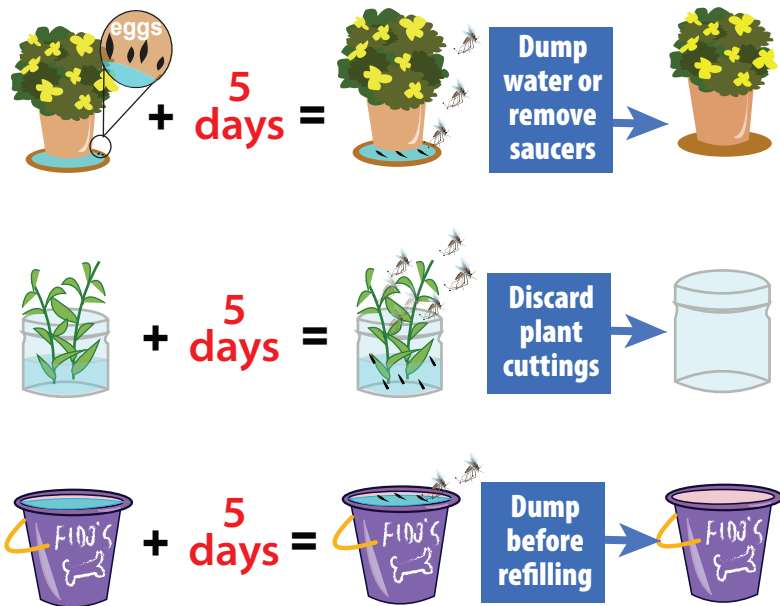 eggs
+ 5 days =
Dump
water or
remove
saucers
+ 5 days =
Discard
plant
cuttings
FIDO'S
+ 5 days =
FIDO'S
Dump
before
refilling
FIDO'S